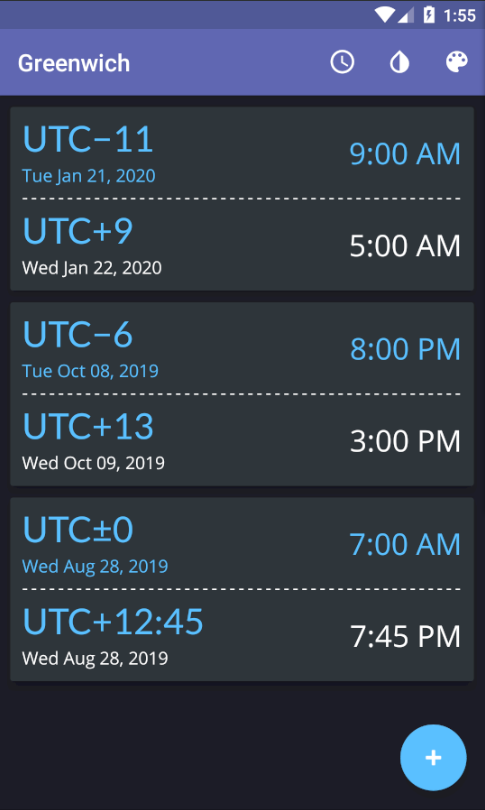 1:55
Greenwich
UTC−11
9:00 AM
Tue Jan 21, 2020
UTC+9
5:00 AM
Wed Jan 22, 2020
UTC−6
8:00 PM
Tue Oct 08, 2019
UTC+13
3:00 PM
Wed Oct 09, 2019
UTC±0
7:00 AM
Wed Aug 28, 2019
UTC+12:45
7:45 PM
Wed Aug 28, 2019
+